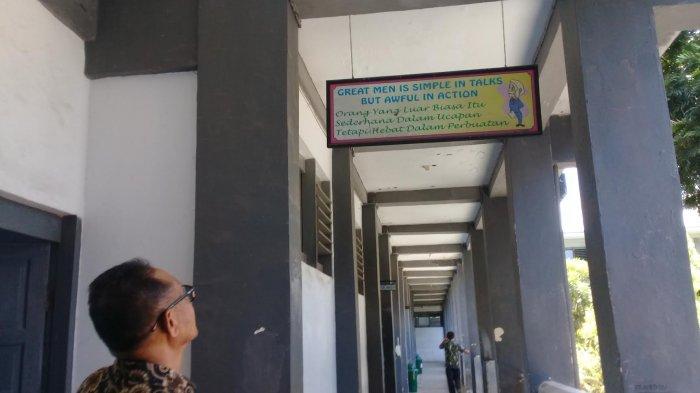 GREAT MEN IS SIMPLE IN TALKS
BUT AWFUL IN ACTION
Orang Yang Luar Biasa Itu
Sederhana Dalam Ucapan
Tetapi Hebat Dalam Perbuatan